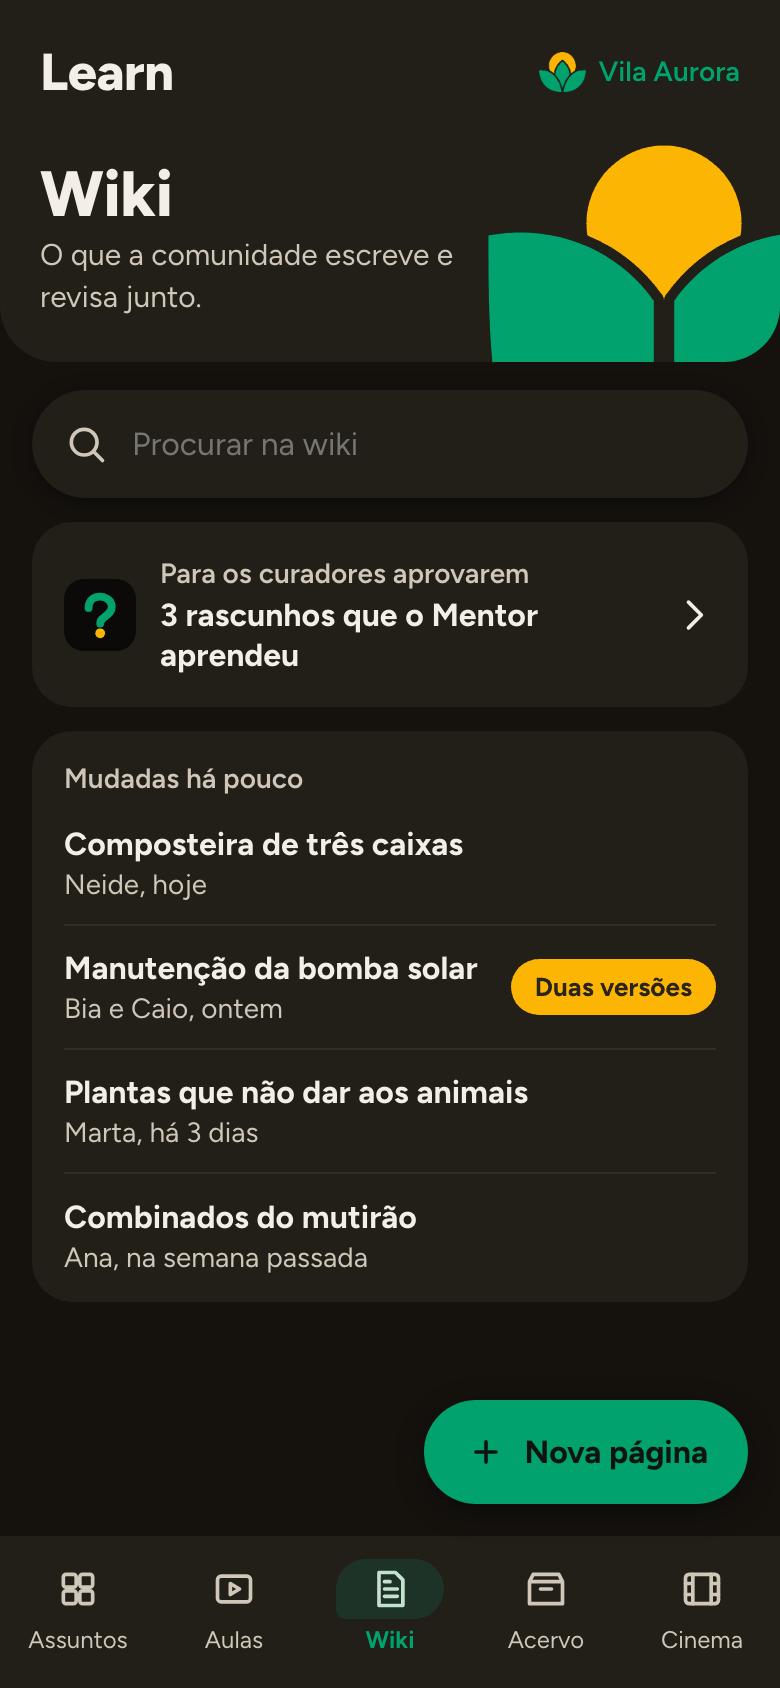 Learn
Vila Aurora
Wiki
O que a comunidade escreve e
revisa junto.
Procurar na wiki
Para os curadores aprovarem
3 rascunhos que o Mentor
aprendeu
Mudadas há pouco
Composteira de três caixas
Neide, hoje
Manutenção da bomba solar
Bia e Caio, ontem
Duas versões
Plantas que não dar aos animais
Marta, há 3 dias
Combinados do mutirão
Ana, na semana passada
+ Nova página
Assuntos
Aulas
Wiki
Acervo
Cinema